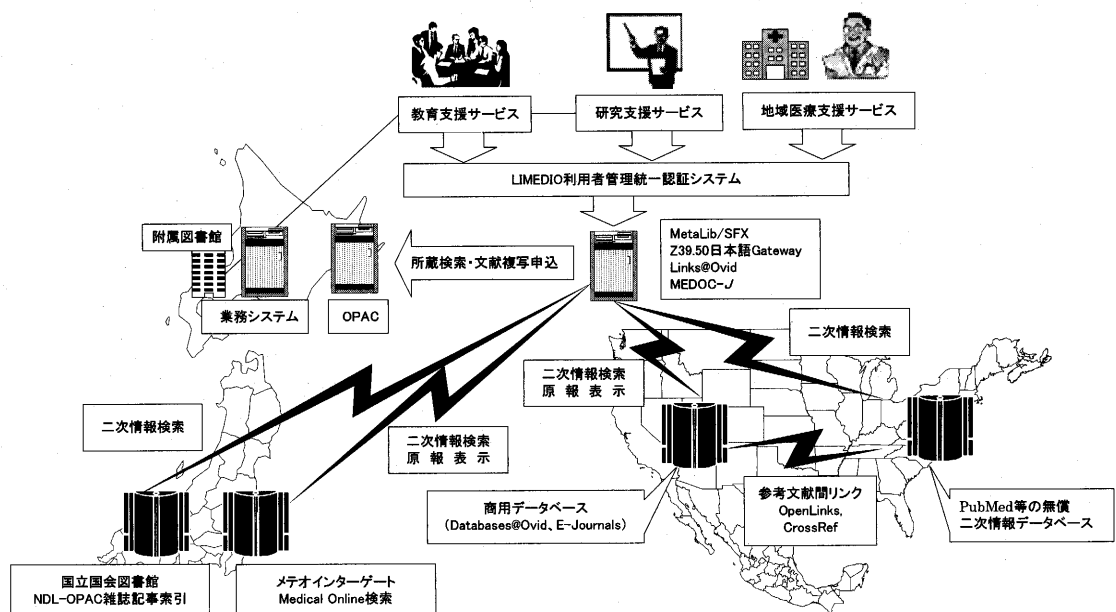 教育支援サービス
研究支援サービス
地域医療支援サービス
LIMEDIO利用者管理統一認証システム
附属図書館
業務システム
OPAC
所蔵検索・文献複写申込
MetaLib/SFX
Z39.50日本語Gateway
Links@Ovid
MEDOC-J
二次情報検索
二次情報検索
原報表示
二次情報検索
二次情報検索
原報表示
商用データベース
(Databases@Ovid, E-Journals)
参考文献間リンク
OpenLinks,
CrossRef
PubMed等の無償
二次情報データベース
国立国会図書館
NDL-OPAC雑誌記事索引
メテオインターゲート
Medical Online検索